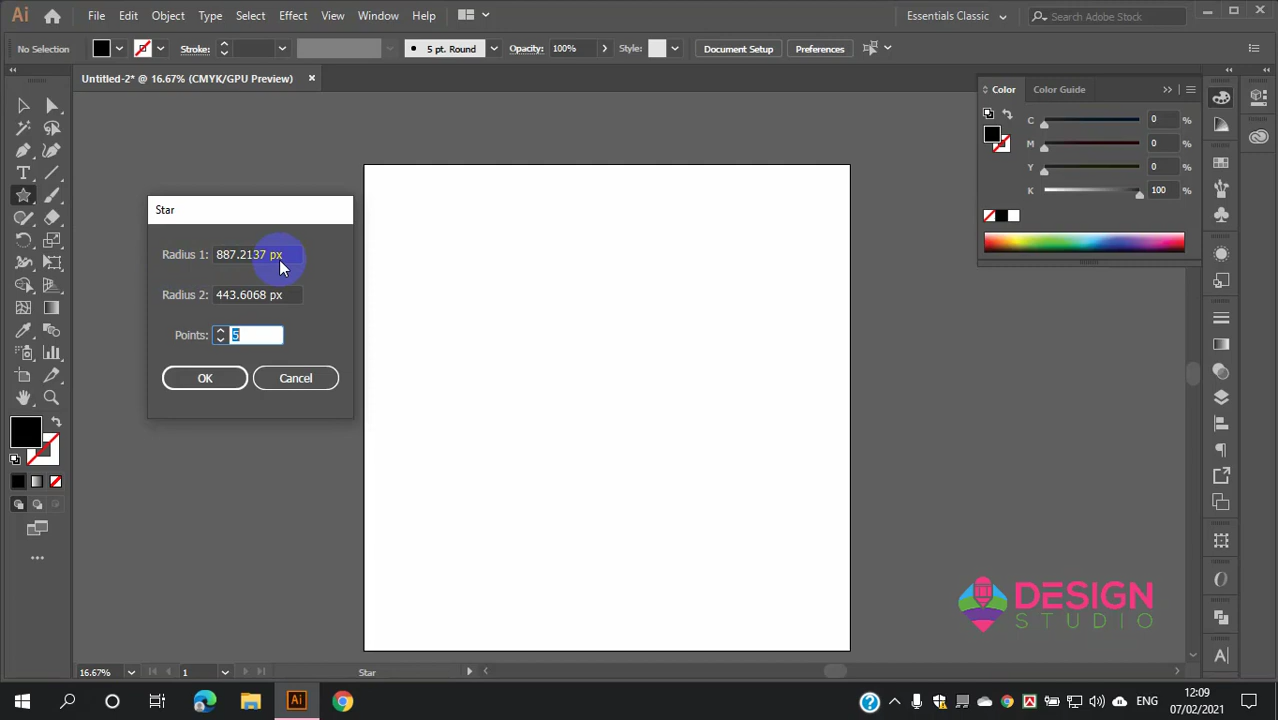 Ai File Edit Object Type Select Effect View Window Help Essentials Classic Search Adobe Stock
No Selection Stroke: 5 pt. Round Opacity: 100% Style: Document Setup Preferences
Untitled-2* @ 16.67% (CMYK/GPU Preview)
Color Color Guide
C 0 %
M 0 %
Y 0 %
K 100 %
Star
Radius 1: 887.2137 px
Radius 2: 443.6068 px
Points: 5
OK Cancel
DESIGN
STUDIO
16.67% 1 Star
Ai ENG 12:09
07/02/2021